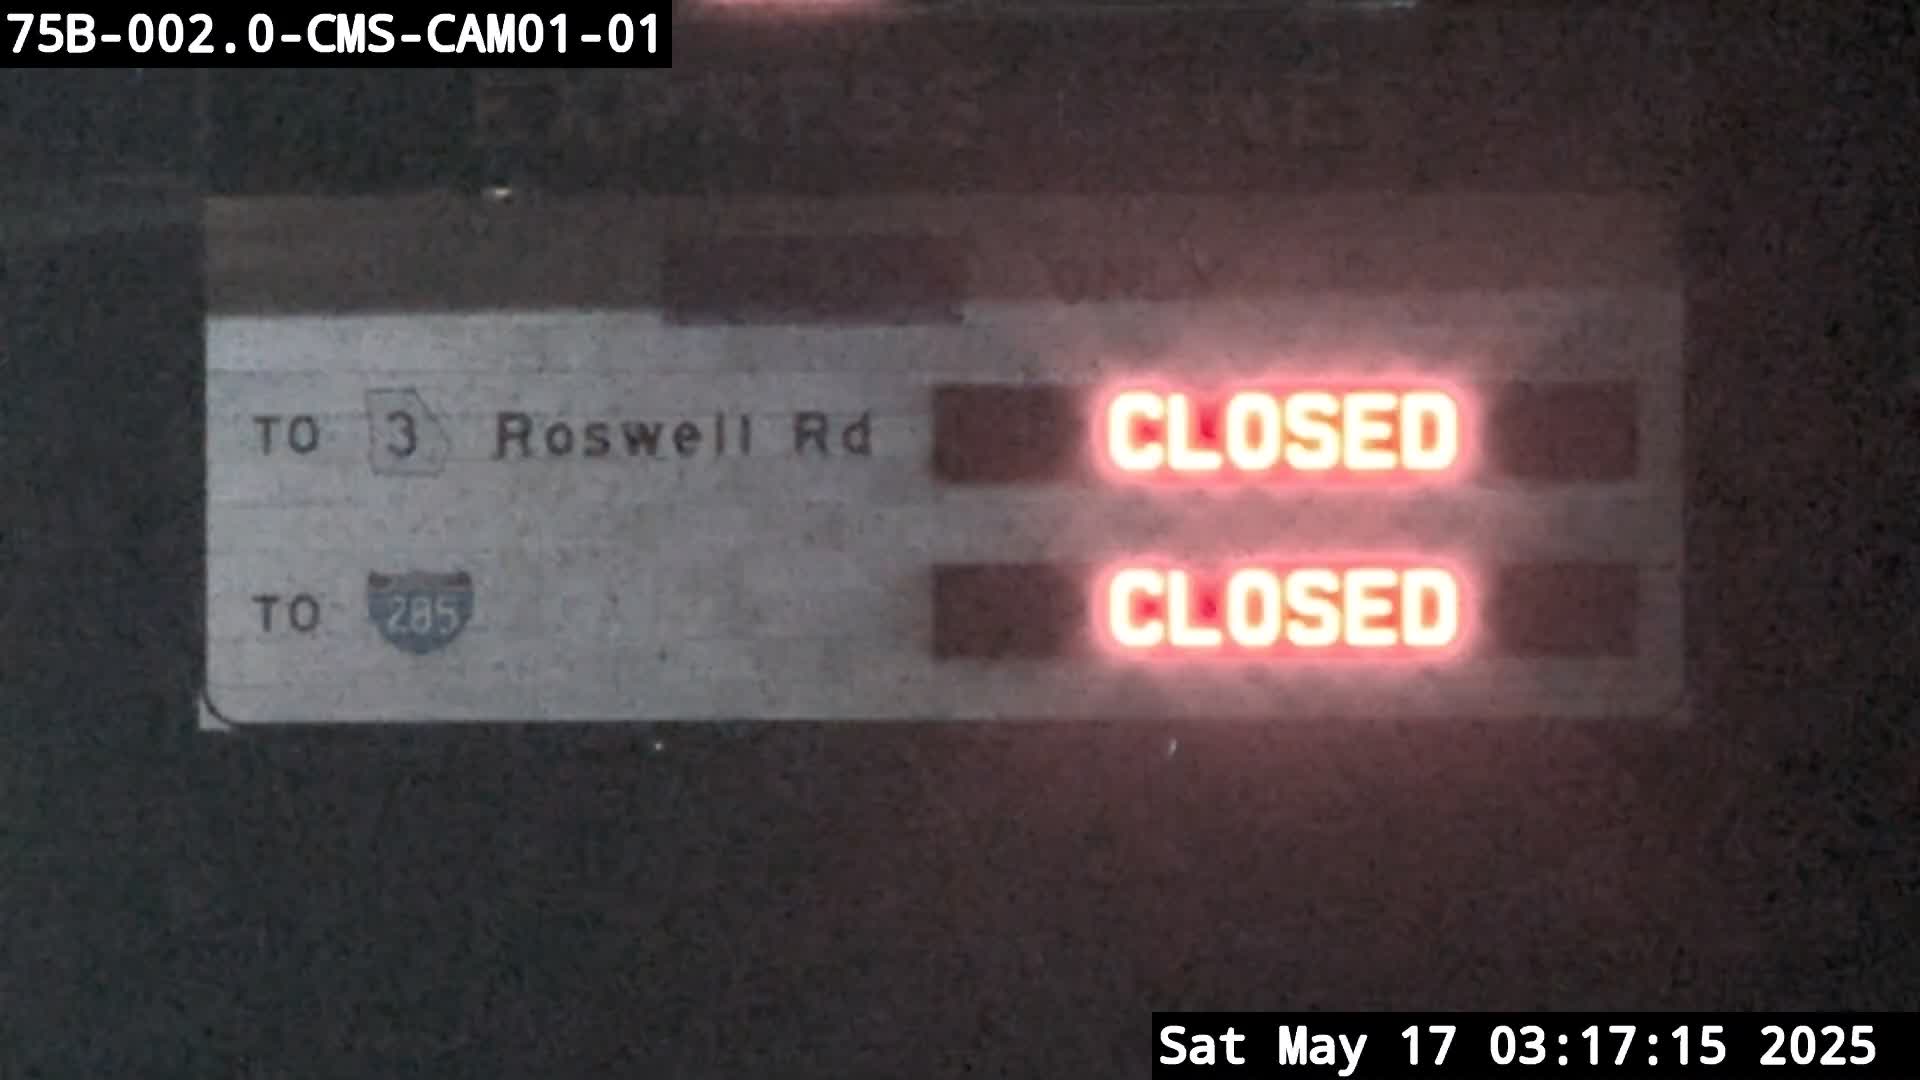 75B-002.0-CMS-CAM01-01
TO 3 Roswell Rd CLOSED
TO 285 CLOSED
Sat May 17 03:17:15 2025